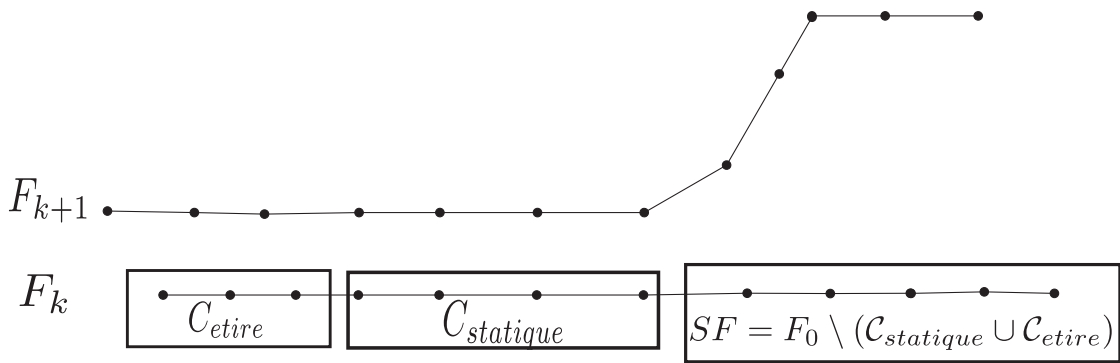 F_{k+1}
F_k
C_{etire}
C_{statique}
SF = F_0 \ (C_{statique} ∪ C_{etire})